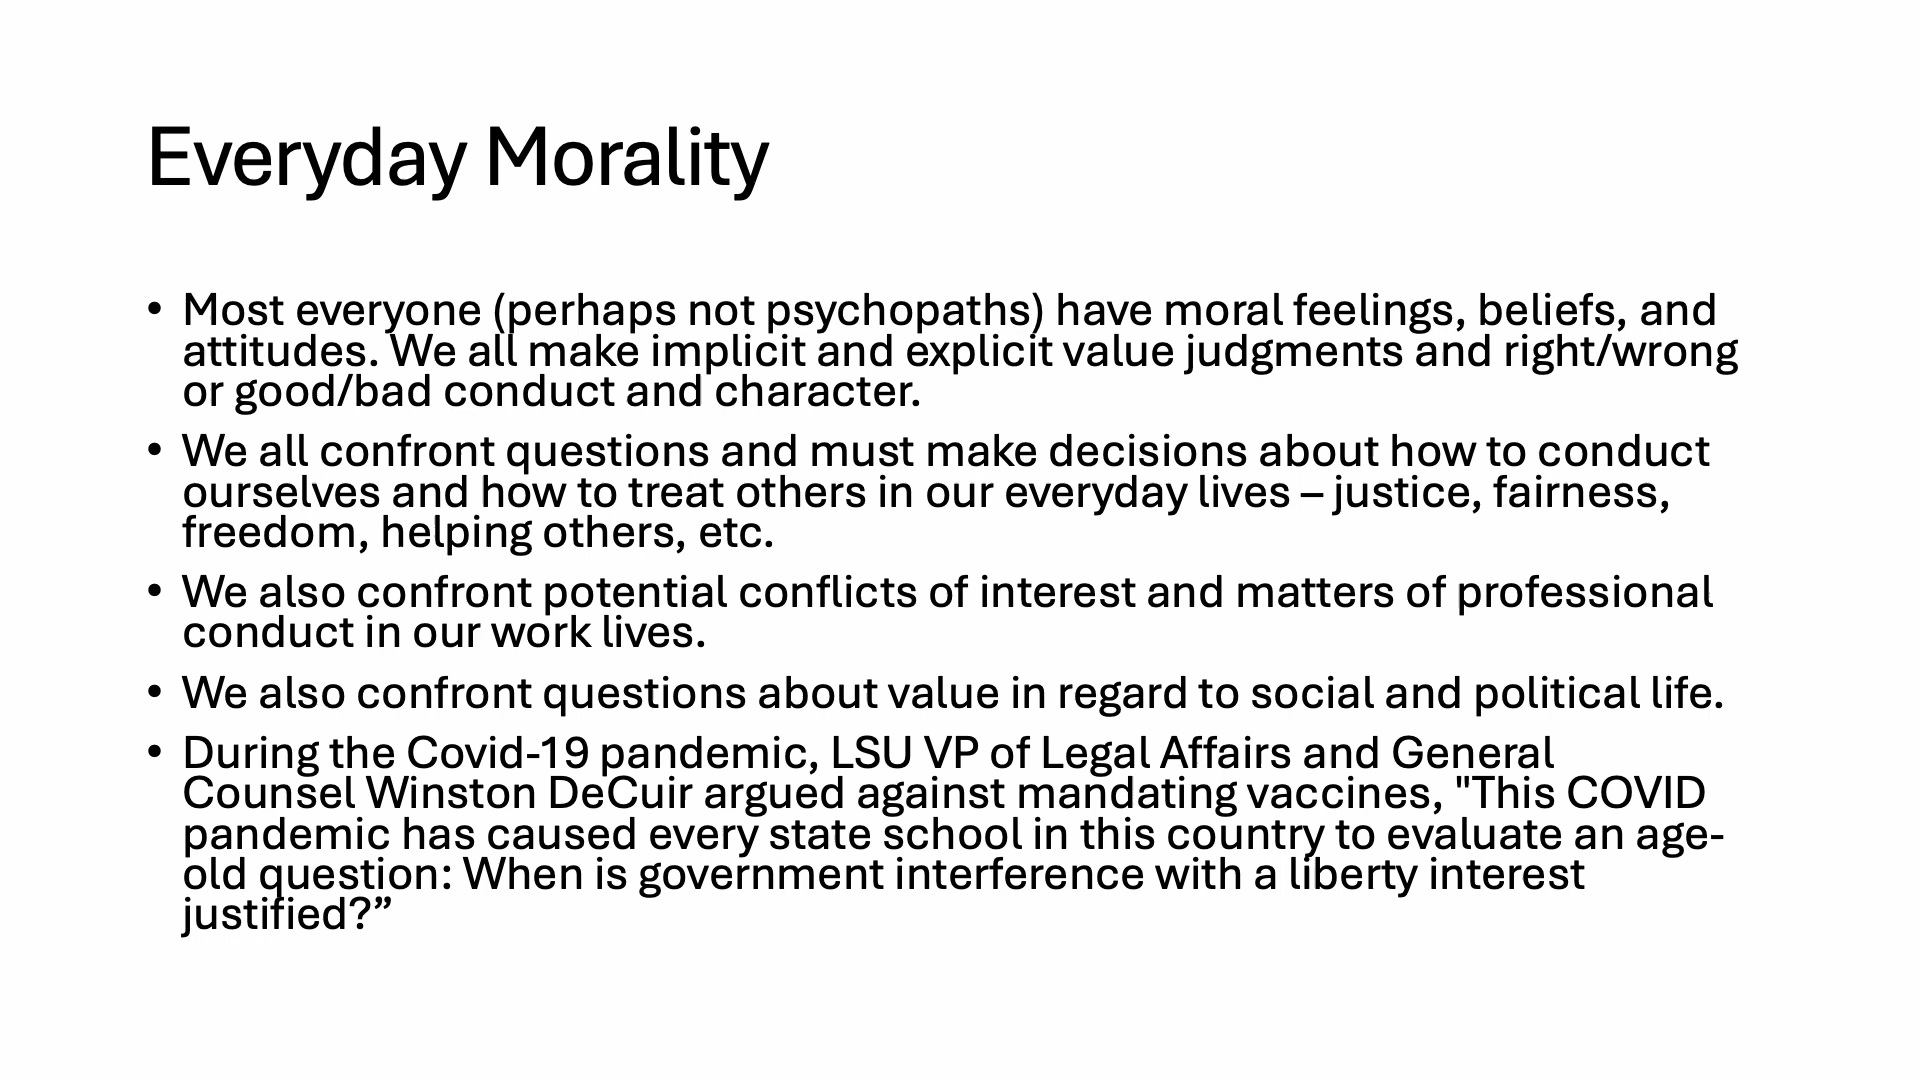 Everyday Morality
• Most everyone (perhaps not psychopaths) have moral feelings, beliefs, and
attitudes. We all make implicit and explicit value judgments and right/wrong
or good/bad conduct and character.
• We all confront questions and must make decisions about how to conduct
ourselves and how to treat others in our everyday lives – justice, fairness,
freedom, helping others, etc.
• We also confront potential conflicts of interest and matters of professional
conduct in our work lives.
• We also confront questions about value in regard to social and political life.
• During the Covid-19 pandemic, LSU VP of Legal Affairs and General
Counsel Winston DeCuir argued against mandating vaccines, "This COVID
pandemic has caused every state school in this country to evaluate an age-
old question: When is government interference with a liberty interest
justified?”